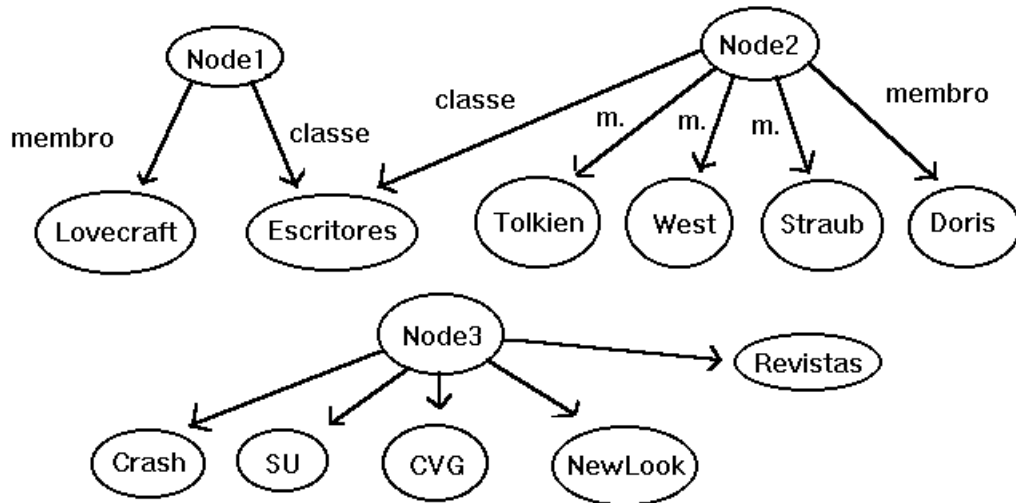 Node1
Node2
membro
classe
classe
m.
m.
m.
membro
Lovecraft
Escritores
Tolkien
West
Straub
Doris
Node3
Revistas
Crash
SU
CVG
NewLook